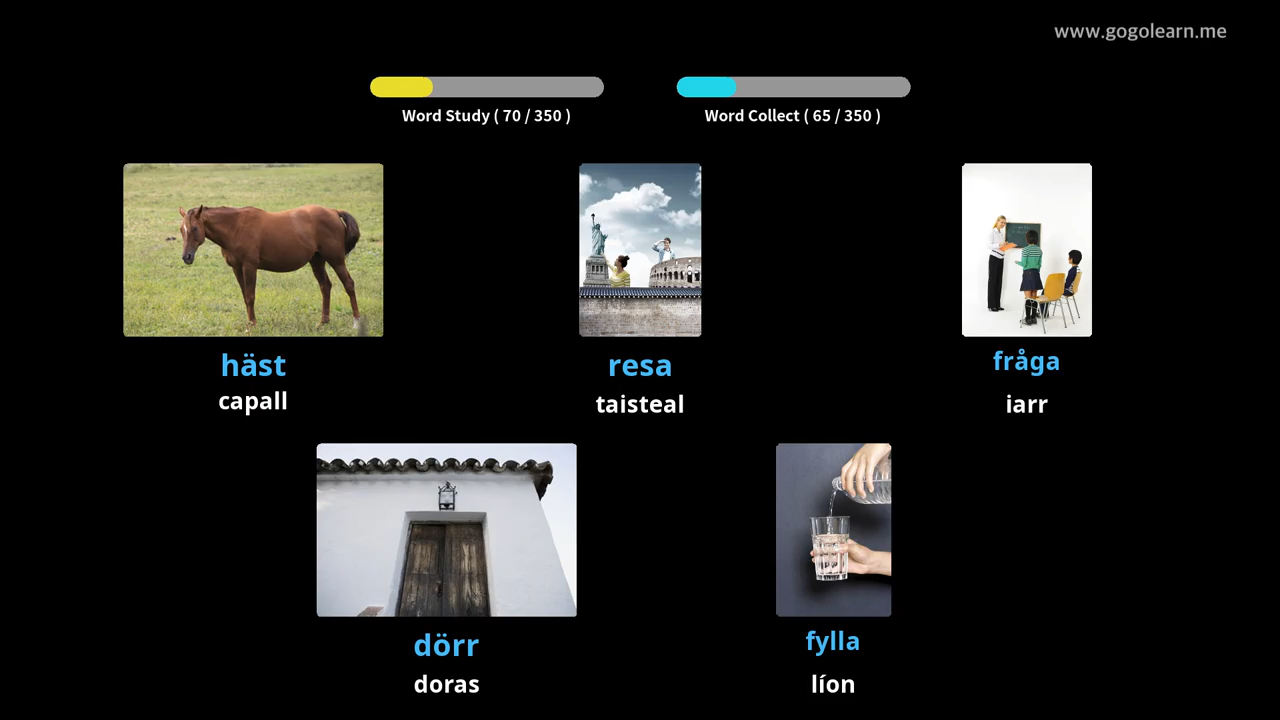 www.gogolearn.me
Word Study ( 70 / 350 )
Word Collect ( 65 / 350 )
häst
capall
resa
taisteal
fråga
iarr
dörr
doras
fylla
líon